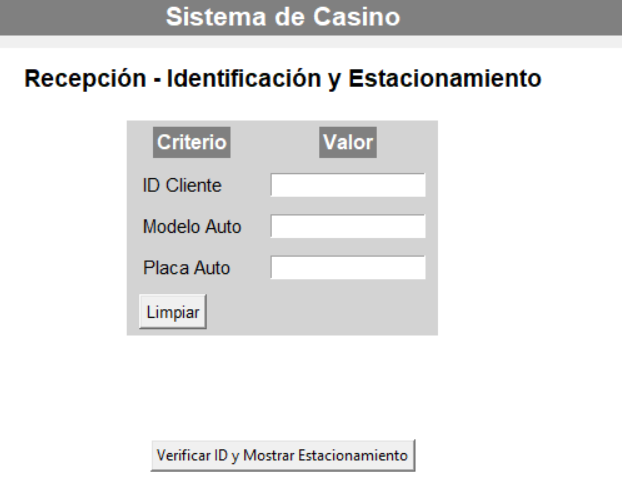 Sistema de Casino
Recepción - Identificación y Estacionamiento
Criterio Valor
ID Cliente
Modelo Auto
Placa Auto
Limpiar
Verificar ID y Mostrar Estacionamiento